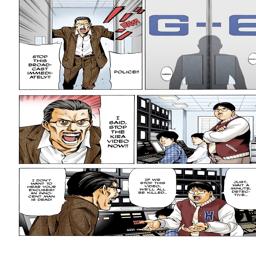 STOP
THIS
BROAD-
CAST
IMMEDI-
ATELY!!
POLICE!!
G-E
I
SAID,
STOP
THE
KIRA
VIDEO
NOW!!
I DON'T
WANT TO
HEAR YOUR
EXCUSES!!
AN INNO-
CENT MAN
IS DEAD!
IF WE
STOP THIS
VIDEO,
WE'LL ALL
BE KILLED...
JUST,
WAIT A
MINUTE,
DETEC-
TIVE...